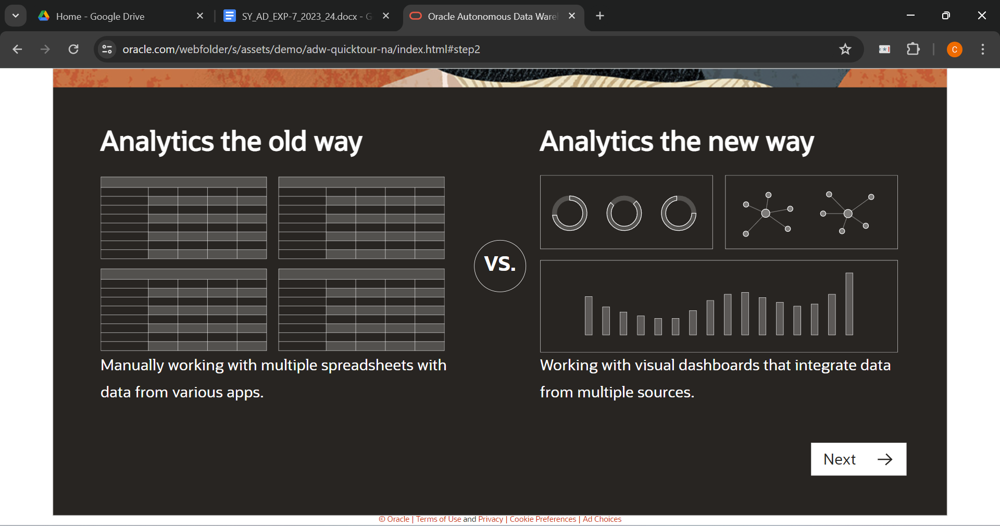 Home - Google Drive
SY_AD_EXP-7_2023_24.docx - G
Oracle Autonomous Data Ware
oracle.com/webfolder/s/assets/demo/adw-quicktour-na/index.html#step2
C
Analytics the old way
Analytics the new way
VS.
Manually working with multiple spreadsheets with
data from various apps.
Working with visual dashboards that integrate data
from multiple sources.
Next
© Oracle | Terms of Use and Privacy | Cookie Preferences | Ad Choices